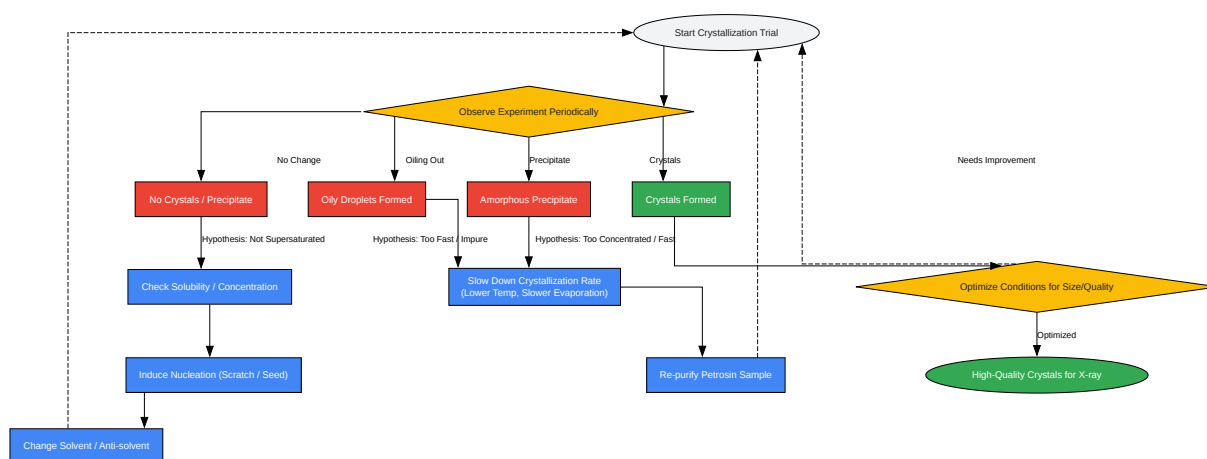 Start Crystallization Trial
Observe Experiment Periodically
No Change
Oiling Out
Precipitate
Crystals
Needs Improvement
No Crystals / Precipitate
Oily Droplets Formed
Amorphous Precipitate
Crystals Formed
Hypothesis: Not Supersaturated
Hypothesis: Too Fast / Impure
Hypothesis: Too Concentrated / Fast
Check Solubility / Concentration
Slow Down Crystallization Rate
(Lower Temp, Slower Evaporation)
Optimize Conditions for Size/Quality
Optimized
Induce Nucleation (Scratch / Seed)
Re-purify Petrosin Sample
High-Quality Crystals for X-ray
Change Solvent / Anti-solvent